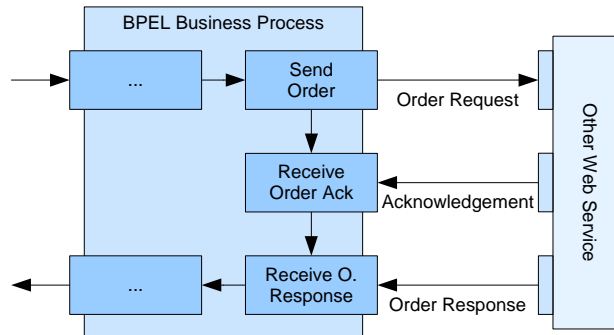 BPEL Business Process
...
Send
Order
Order Request
Receive
Order Ack
Acknowledgement
...
Receive O.
Response
Order Response
Other Web Service